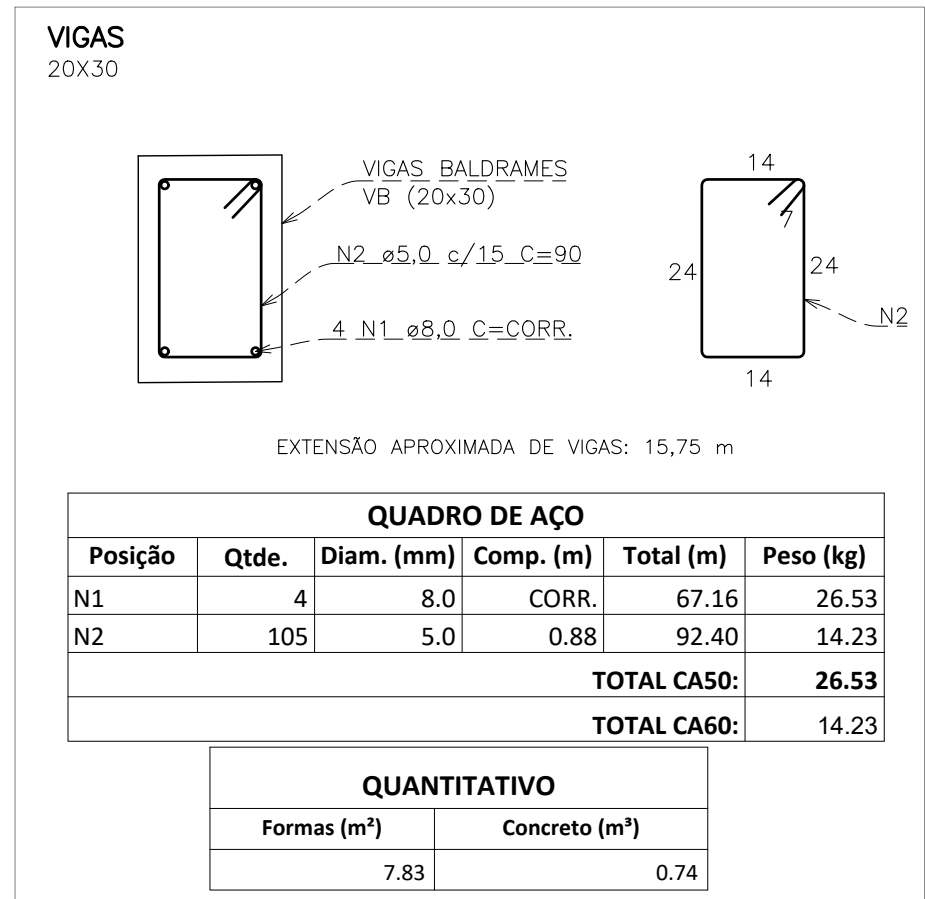 VIGAS
20X30
VIGAS BALDRAMES
VB (20x30)
N2 ø5,0 c/15 C=90
4 N1 ø8,0 C=CORR.
14
7
24
24
N2
14
EXTENSÃO APROXIMADA DE VIGAS: 15,75 m
QUADRO DE AÇO
Posição Qtde. Diam. (mm) Comp. (m) Total (m) Peso (kg)
N1 4 8.0 CORR. 67.16 26.53
N2 105 5.0 0.88 92.40 14.23
TOTAL CA50: 26.53
TOTAL CA60: 14.23
QUANTITATIVO
Formas (m²) Concreto (m³)
7.83 0.74